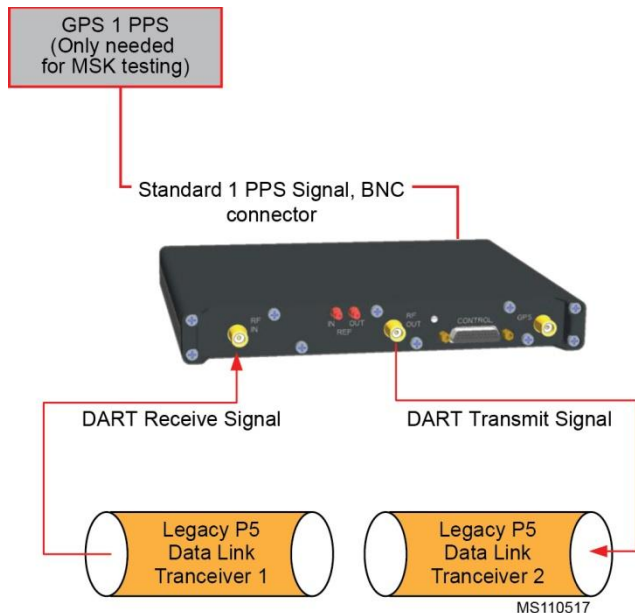 GPS 1 PPS
(Only needed
for MSK testing)
Standard 1 PPS Signal, BNC
connector
RF
IN
IN OUT
REF
RF
OUT
CONTROL
GPS
DART Receive Signal
DART Transmit Signal
Legacy P5
Data Link
Tranceiver 1
Legacy P5
Data Link
Tranceiver 2
MS110517